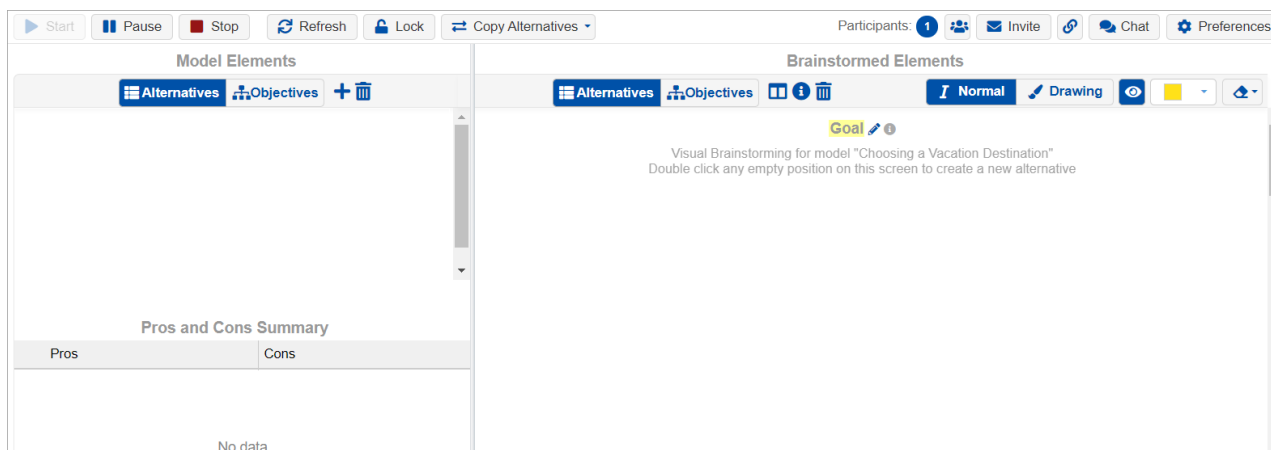 Start Pause Stop Refresh Lock Copy Alternatives Participants: 1 Invite Chat Preferences
Model Elements
Alternatives Objectives
Brainstormed Elements
Alternatives Objectives Normal Drawing
Goal
Visual Brainstorming for model "Choosing a Vacation Destination"
Double click any empty position on this screen to create a new alternative
Pros and Cons Summary
Pros Cons
No data